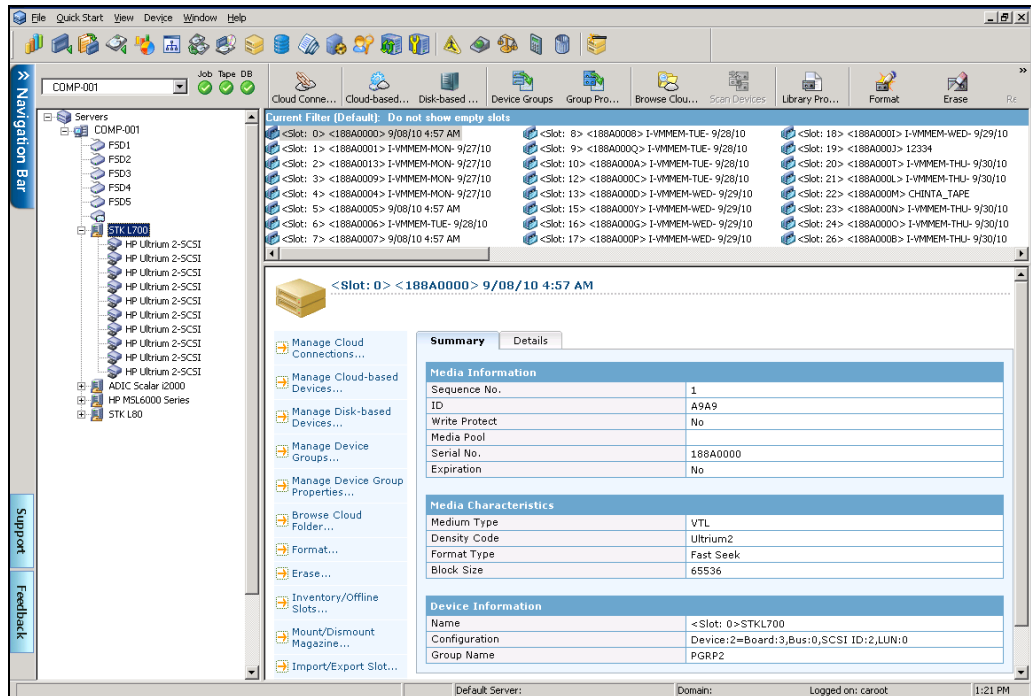 File Quick Start View Device Window Help
Job Tape DB
COMP-001
Cloud Conne... Cloud-based... Disk-based ... Device Groups Group Pro... Browse Clou... Scan Devices Library Pro... Format Erase Re
» Navigation Bar
Support
Feedback
Servers
COMP-001
FSD1
FSD2
FSD3
FSD4
FSD5
STK L700
HP Ultrium 2-SCSI
HP Ultrium 2-SCSI
HP Ultrium 2-SCSI
HP Ultrium 2-SCSI
HP Ultrium 2-SCSI
HP Ultrium 2-SCSI
HP Ultrium 2-SCSI
HP Ultrium 2-SCSI
HP Ultrium 2-SCSI
HP Ultrium 2-SCSI
ADIC Scalar i2000
HP MSL6000 Series
STK L80
Current Filter (Default): Do not show empty slots
<Slot: 0> <188A0000> 9/08/10 4:57 AM
<Slot: 1> <188A0001> I-VMMEM-MON- 9/27/10
<Slot: 2> <188A0013> I-VMMEM-MON- 9/27/10
<Slot: 3> <188A0009> I-VMMEM-MON- 9/27/10
<Slot: 4> <188A0004> I-VMMEM-MON- 9/27/10
<Slot: 5> <188A0005> 9/08/10 4:57 AM
<Slot: 6> <188A0006> I-VMMEM-TUE- 9/28/10
<Slot: 7> <188A0007> 9/08/10 4:57 AM
<Slot: 8> <188A0008> I-VMMEM-TUE- 9/28/10
<Slot: 9> <188A000Q> I-VMMEM-TUE- 9/28/10
<Slot: 10> <188A000A> I-VMMEM-TUE- 9/28/10
<Slot: 12> <188A000C> I-VMMEM-TUE- 9/28/10
<Slot: 13> <188A000D> I-VMMEM-WED- 9/29/10
<Slot: 15> <188A000Y> I-VMMEM-WED- 9/29/10
<Slot: 16> <188A000G> I-VMMEM-WED- 9/29/10
<Slot: 17> <188A000P> I-VMMEM-WED- 9/29/10
<Slot: 18> <188A000I> I-VMMEM-WED- 9/29/10
<Slot: 19> <188A000J> 12334
<Slot: 20> <188A000T> I-VMMEM-THU- 9/30/10
<Slot: 21> <188A000L> I-VMMEM-THU- 9/30/10
<Slot: 22> <188A000M> CHINTA_TAPE
<Slot: 23> <188A000N> I-VMMEM-THU- 9/30/10
<Slot: 24> <188A000O> I-VMMEM-THU- 9/30/10
<Slot: 26> <188A000B> I-VMMEM-THU- 9/30/10
<Slot: 0> <188A0000> 9/08/10 4:57 AM
Manage Cloud
Connections...
Manage Cloud-based
Devices...
Manage Disk-based
Devices...
Manage Device
Groups...
Manage Device Group
Properties...
Browse Cloud
Folder...
Format...
Erase...
Inventory/Offline
Slots...
Mount/Dismount
Magazine...
Import/Export Slot...
Summary Details
Media Information
Sequence No. 1
ID A9A9
Write Protect No
Media Pool
Serial No. 188A0000
Expiration No
Media Characteristics
Medium Type VTL
Density Code Ultrium2
Format Type Fast Seek
Block Size 65536
Device Information
Name <Slot: 0>STKL700
Configuration Device:2=Board:3,Bus:0,SCSI ID:2,LUN:0
Group Name PGRP2
Default Server: Domain: Logged on: caroot 1:21 PM